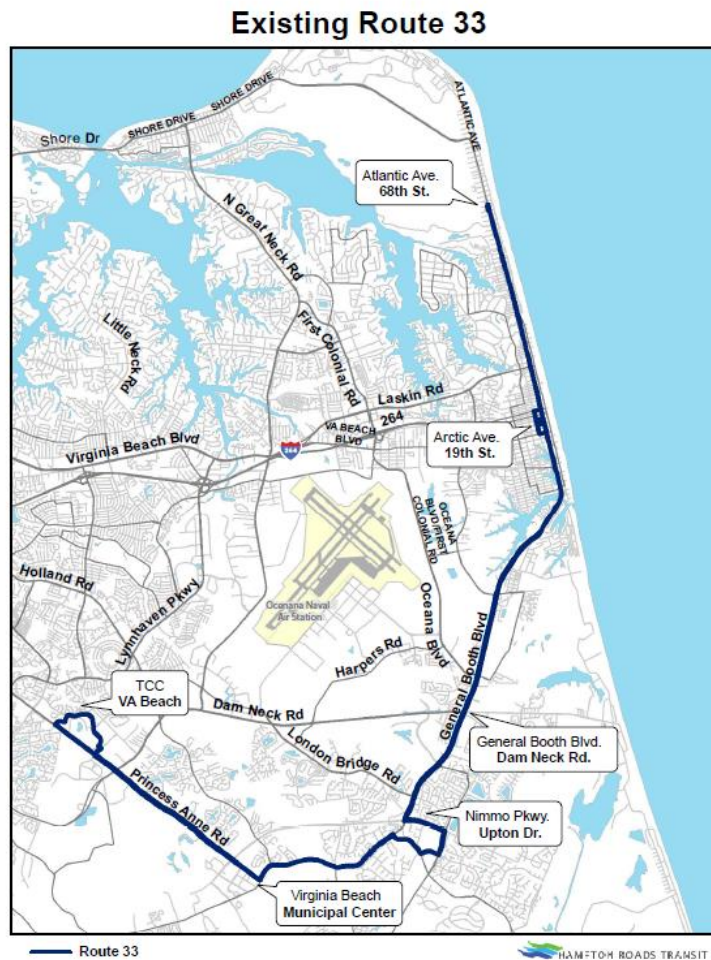 Existing Route 33
SHORE DRIVE
SHORE DRIVE
Shore Dr
ATLANTIC AVE
Atlantic Ave.
68th St.
N Great Neck Rd
Little Neck Rd
First Colonial Rd
Laskin Rd
264
VA BEACH
BLVD
Virginia Beach Blvd
264
Arctic Ave.
19th St.
OCEANA
BLVD/FIRST
COLONIAL RD
Holland Rd
Lynnhaven Pkwy
Oconana Naval
Air Station
Oceana Blvd
Harpers Rd
TCC
VA Beach
Dam Neck Rd
General Booth Blvd
London Bridge Rd
General Booth Blvd.
Dam Neck Rd.
Princess Anne Rd
Nimmo Pkwy.
Upton Dr.
Virginia Beach
Municipal Center
Route 33
HAMPTON ROADS TRANSIT